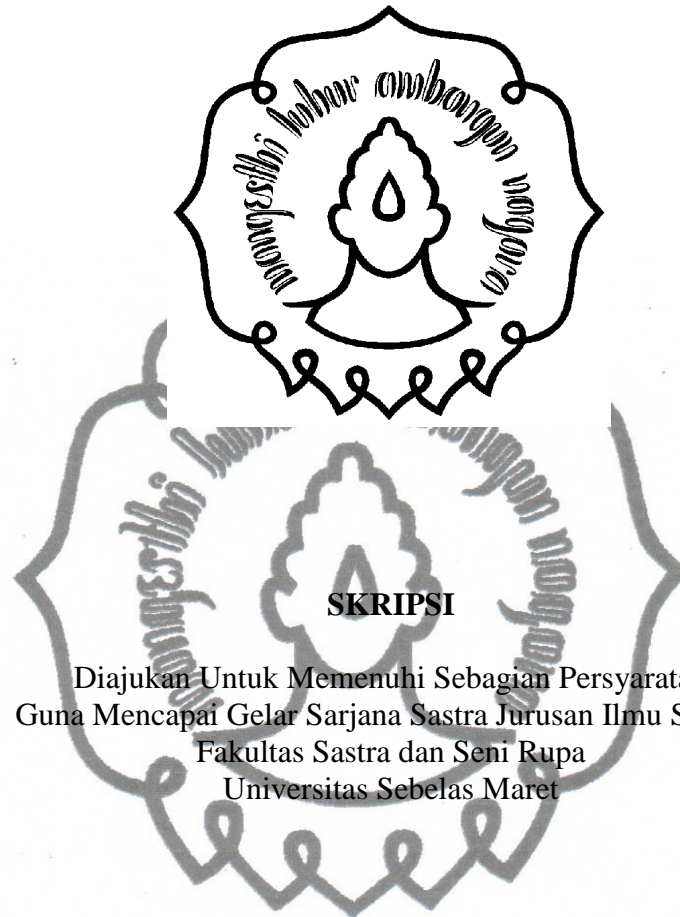 mangesthi luhur ambangun nagara
SKRIPSI
Diajukan Untuk Memenuhi Sebagian Persyarata
Guna Mencapai Gelar Sarjana Sastra Jurusan Ilmu S
Fakultas Sastra dan Seni Rupa
Universitas Sebelas Maret